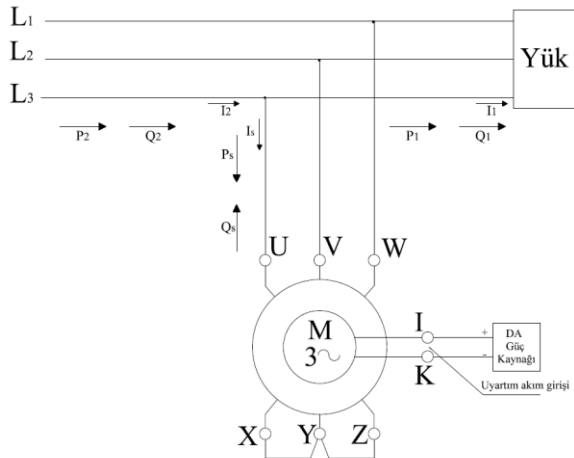 L1
L2
L3
Yük
I2
I1
P2
Q2
Is
P1
Q1
Ps
Qs
U
V
W
M
3~
I
K
+
-
DA
Güç
Kaynağı
Uyartım akım girişi
X
Y
Z